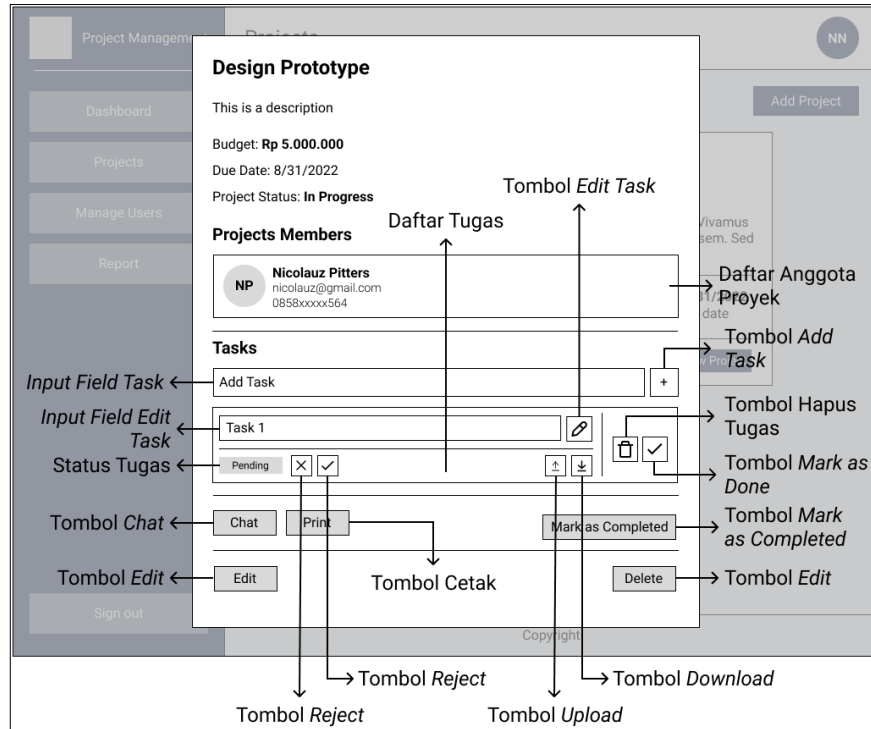 Project Management
Projects
NN
Dashboard
Projects
Manage Users
Report
Sign out
Add Project
Design Prototype
This is a description
Budget: Rp 5.000.000
Due Date: 8/31/2022
Project Status: In Progress
Tombol Edit Task
Daftar Tugas
Projects Members
Vivamus
sem. Sed
NP
Nicolauz Pitters
nicolauz@gmail.com
0858xxxxx564
Daftar Anggota
Proyek
31/2022
date
Tasks
Tombol Add
Task
Input Field Task
Add Task
+
Input Field Edit
Task
Task 1
Tombol Hapus
Tugas
Status Tugas
Pending
Tombol Mark as
Done
Tombol Chat
Chat
Print
Mark as Completed
Tombol Mark
as Completed
Tombol Edit
Edit
Tombol Cetak
Delete
Tombol Edit
Copyright
Tombol Reject
Tombol Download
Tombol Reject
Tombol Upload